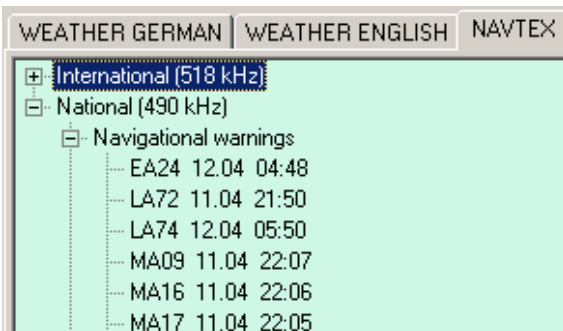 WEATHER GERMAN WEATHER ENGLISH NAVTEX
International (518 kHz)
National (490 kHz)
Navigational warnings
EA24 12.04 04:48
LA72 11.04 21:50
LA74 12.04 05:50
MA09 11.04 22:07
MA16 11.04 22:06
MA17 11.04 22:05